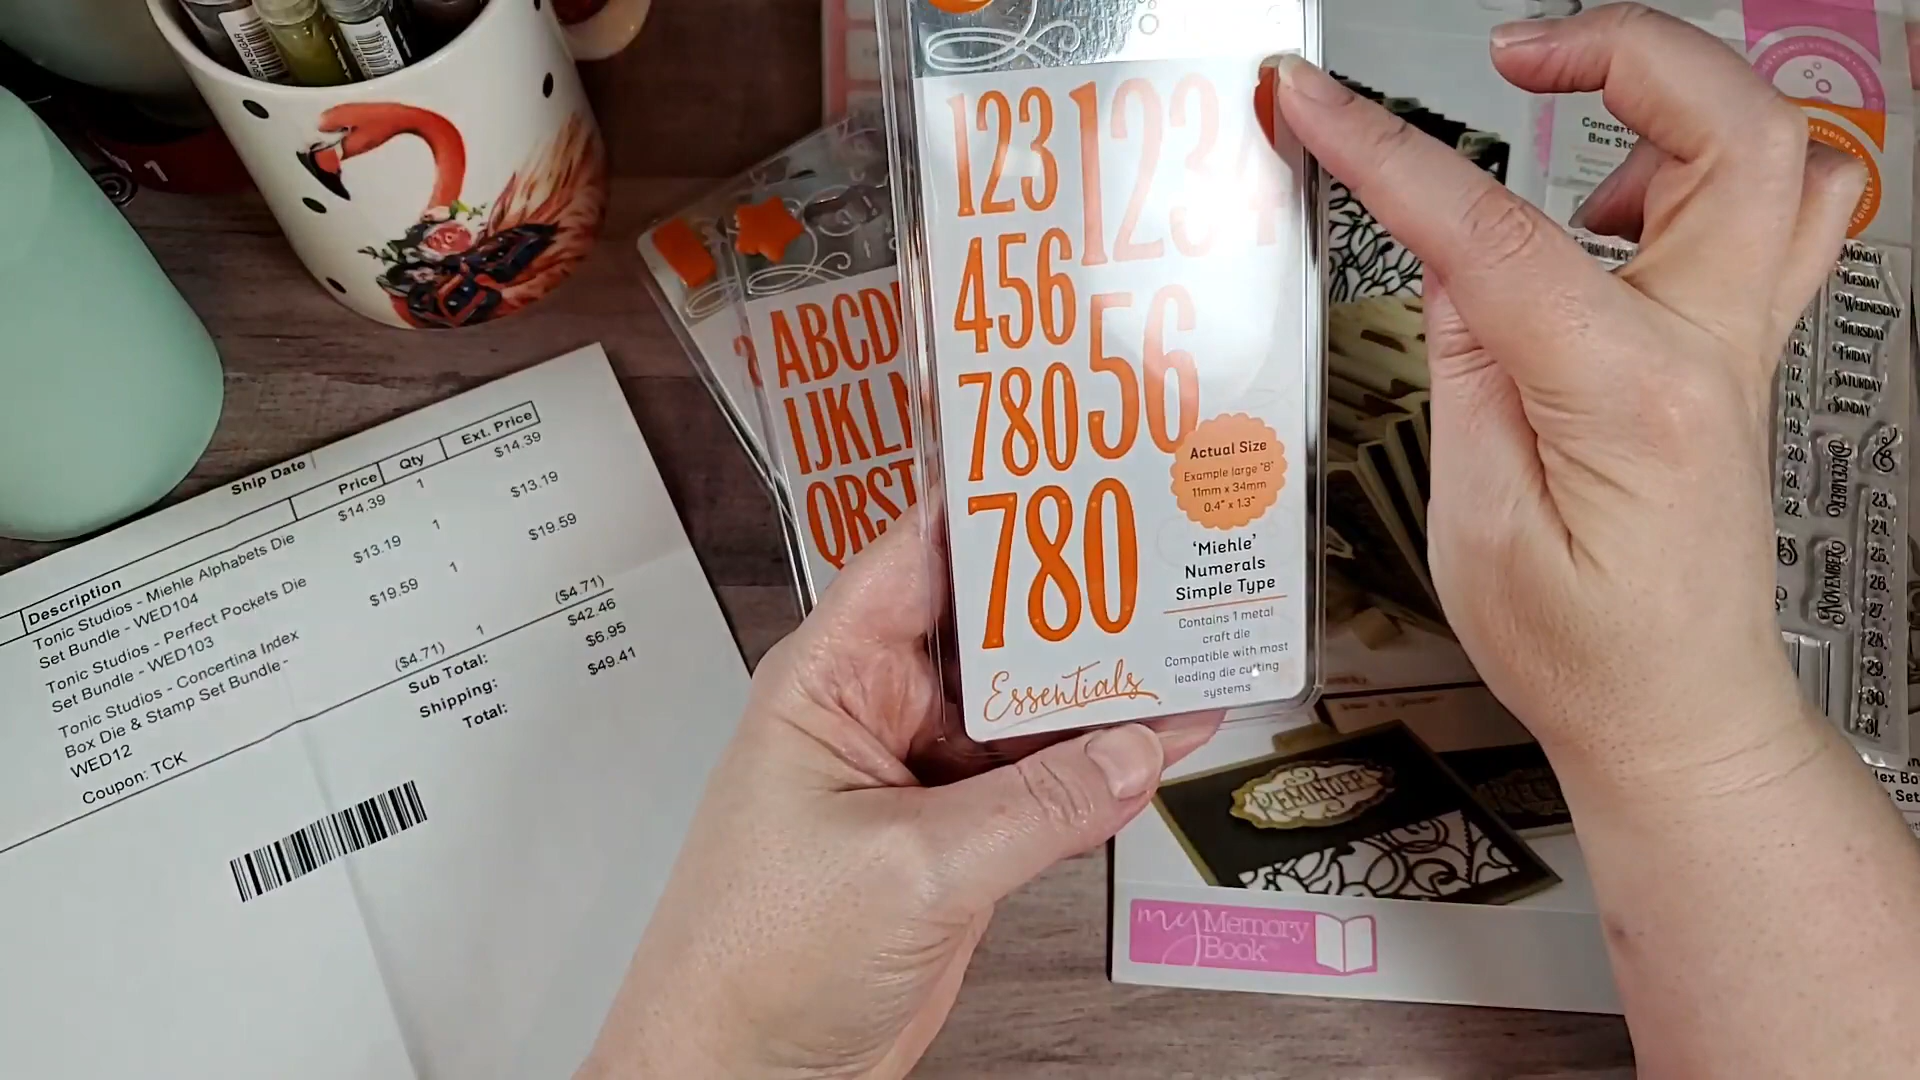 Ship Date
Price
Qty
Ext. Price
Description
$14.39
1
$14.39
Tonic Studios - Miehle Alphabets Die
Set Bundle - WED104
$13.19
1
$13.19
Tonic Studios - Perfect Pockets Die
Set Bundle - WED103
$19.59
1
$19.59
Tonic Studios - Concertina Index
Box Die & Stamp Set Bundle -
WED12
Coupon: TCK
($4.71)
1
($4.71)
Sub Total:
$42.46
Shipping:
$6.95
Total:
$49.41
ABCD
IJKL
QRST
123
1234
456
56
780
780
Actual Size
Example large "8"
11mm x 34mm
0.4" x 1.3"
'Miehle'
Numerals
Simple Type
Contains 1 metal
craft die
Compatible with most
leading die cutting
systems
Essentials
REMINDERS
my Memory
Book
Box
MONDAY
TUESDAY
WEDNESDAY
THURSDAY
FRIDAY
SATURDAY
SUNDAY
16.
17.
18.
19.
20.
21.
22.
DECEMBER
NOVEMBER
23.
24.
25.
26.
27.
28.
29.
30.
31.